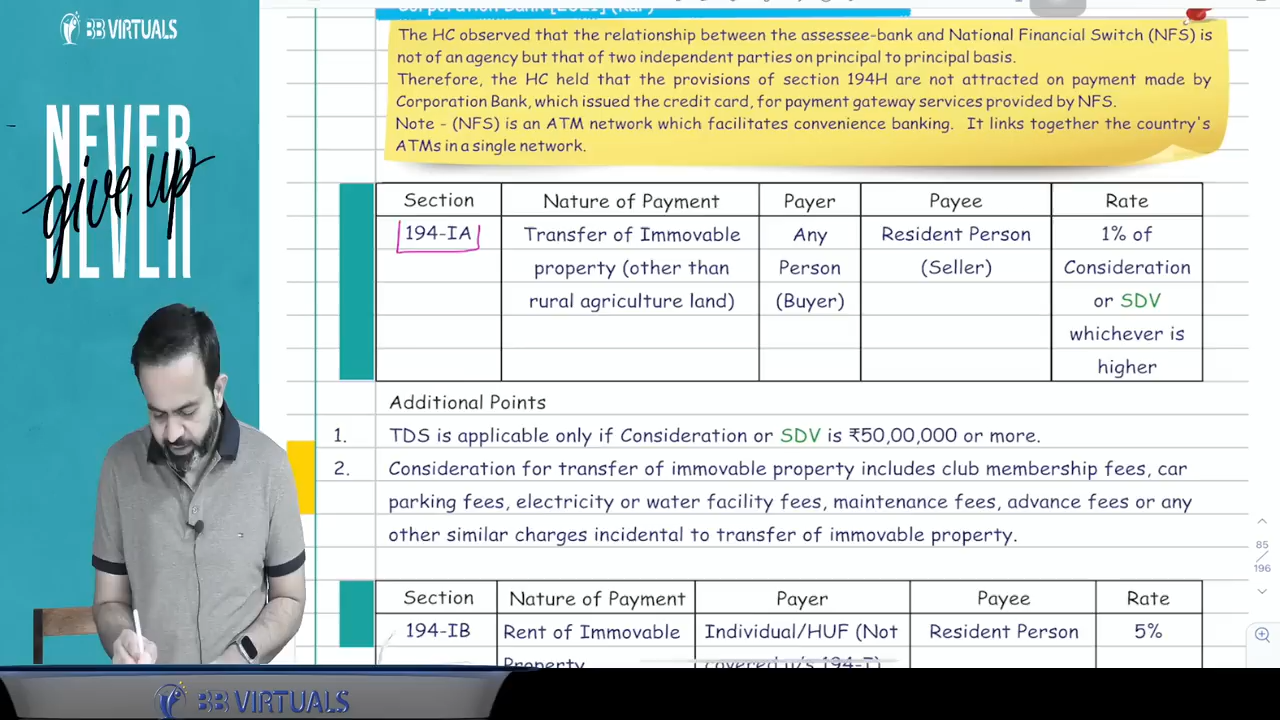 BB VIRTUALS
NEVER
give up
NEVER
The HC observed that the relationship between the assessee-bank and National Financial Switch (NFS) is
not of an agency but that of two independent parties on principal to principal basis.
Therefore, the HC held that the provisions of section 194H are not attracted on payment made by
Corporation Bank, which issued the credit card, for payment gateway services provided by NFS.
Note - (NFS) is an ATM network which facilitates convenience banking. It links together the country's
ATMs in a single network.
Section Nature of Payment Payer Payee Rate
194-IA Transfer of Immovable Any Resident Person 1% of
property (other than Person (Seller) Consideration
rural agriculture land) (Buyer) or SDV
whichever is
higher
Additional Points
1. TDS is applicable only if Consideration or SDV is ₹50,00,000 or more.
2. Consideration for transfer of immovable property includes club membership fees, car
parking fees, electricity or water facility fees, maintenance fees, advance fees or any
other similar charges incidental to transfer of immovable property.
85
196
Section Nature of Payment Payer Payee Rate
194-IB Rent of Immovable Individual/HUF (Not Resident Person 5%
Property covered u/s 194-I)
BB VIRTUALS